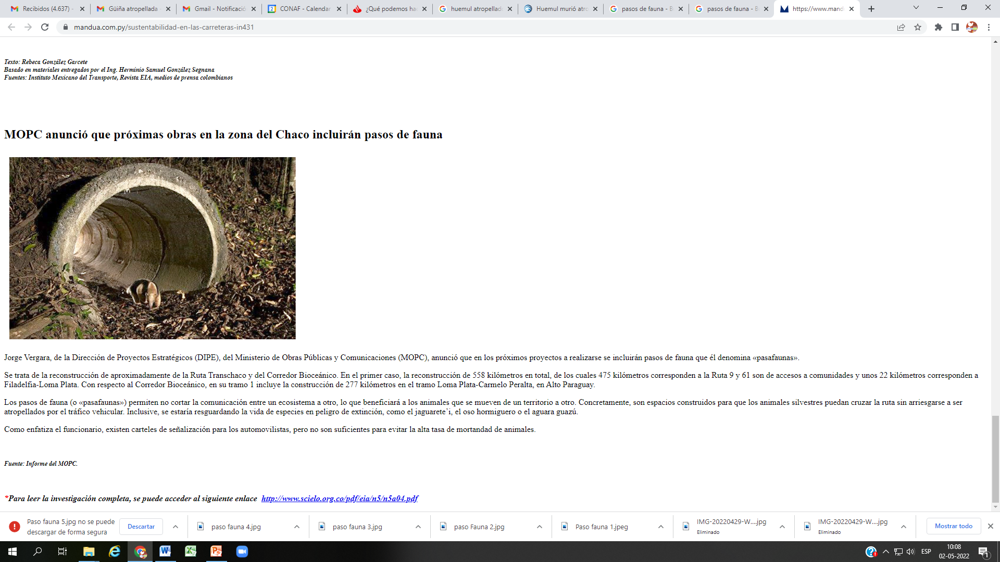 Recibidos (4.637) -
Güiña atropellada -
Gmail - Notificació
CONAF - Calendar
¿Qué podemos hac
huemul atropellad
Huemul murió atro
pasos de fauna - B
pasos de fauna - B
https://www.mand
mandua.com.py/sustentabilidad-en-las-carreteras-in431
Texto: Rebeca González Garcete
Basado en materiales entregados por el Ing. Herminio Samuel González Segnana
Fuentes: Instituto Mexicano del Transporte, Revista EIA, medios de prensa colombianos
MOPC anunció que próximas obras en la zona del Chaco incluirán pasos de fauna
Jorge Vergara, de la Dirección de Proyectos Estratégicos (DIPE), del Ministerio de Obras Públicas y Comunicaciones (MOPC), anunció que en los próximos proyectos a realizarse se incluirán pasos de fauna que él denomina «pasafaunas».
Se trata de la reconstrucción de aproximadamente de la Ruta Transchaco y del Corredor Bioceánico. En el primer caso, la reconstrucción de 558 kilómetros en total, de los cuales 475 kilómetros corresponden a la Ruta 9 y 61 son de accesos a comunidades y unos 22 kilómetros corresponden a
Filadelfia-Loma Plata. Con respecto al Corredor Bioceánico, en su tramo 1 incluye la construcción de 277 kilómetros en el tramo Loma Plata-Carmelo Peralta, en Alto Paraguay.
Los pasos de fauna (o «pasafaunas») permiten no cortar la comunicación entre un ecosistema a otro, lo que beneficiará a los animales que se mueven de un territorio a otro. Concretamente, son espacios construidos para que los animales silvestres puedan cruzar la ruta sin arriesgarse a ser
atropellados por el tráfico vehicular. Inclusive, se estaría resguardando la vida de especies en peligro de extinción, como el jaguarete’i, el oso hormiguero o el aguara guazú.
Como enfatiza el funcionario, existen carteles de señalización para los automovilistas, pero no son suficientes para evitar la alta tasa de mortandad de animales.
Fuente: Informe del MOPC.
*Para leer la investigación completa, se puede acceder al siguiente enlace http://www.scielo.org.co/pdf/eia/n5/n5a04.pdf
Paso fauna 5.jpg no se puede
descargar de forma segura
Descartar
paso fauna 4.jpg
paso fauna 3.jpg
paso Fauna 2.jpg
Paso fauna 1.jpeg
IMG-20220429-W....jpg
Eliminado
IMG-20220429-W....jpg
Eliminado
Mostrar todo
ESP
10:08
02-05-2022
1